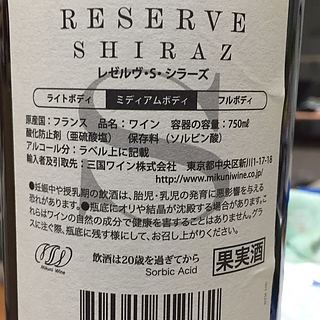 RESERVE
SHIRAZ
レゼルヴ・S・シラーズ
ライトボディ ミディアムボディ フルボディ
原産国：フランス 品名：ワイン 容器の容量：750㎖
酸化防止剤（亜硫酸塩） 保存料（ソルビン酸）
アルコール分：ラベル上に記載
輸入者及引取先：三国ワイン株式会社 東京都中央区新川1-17-18
http://www.mikuniwine.co.jp/
●妊娠中や授乳期の飲酒は、胎児・乳児の発育に悪影響を与える
恐れがあります。●瓶底にオリや結晶が沈殿する場合があります。こ
れらはワインの自然の成分で健康を害することはありません。グラ
スに注ぐ際、瓶底に残す様にして、お召し上がりください。
Mikuni Wine
飲酒は20歳を過ぎてから
Sorbic Acid
果実酒